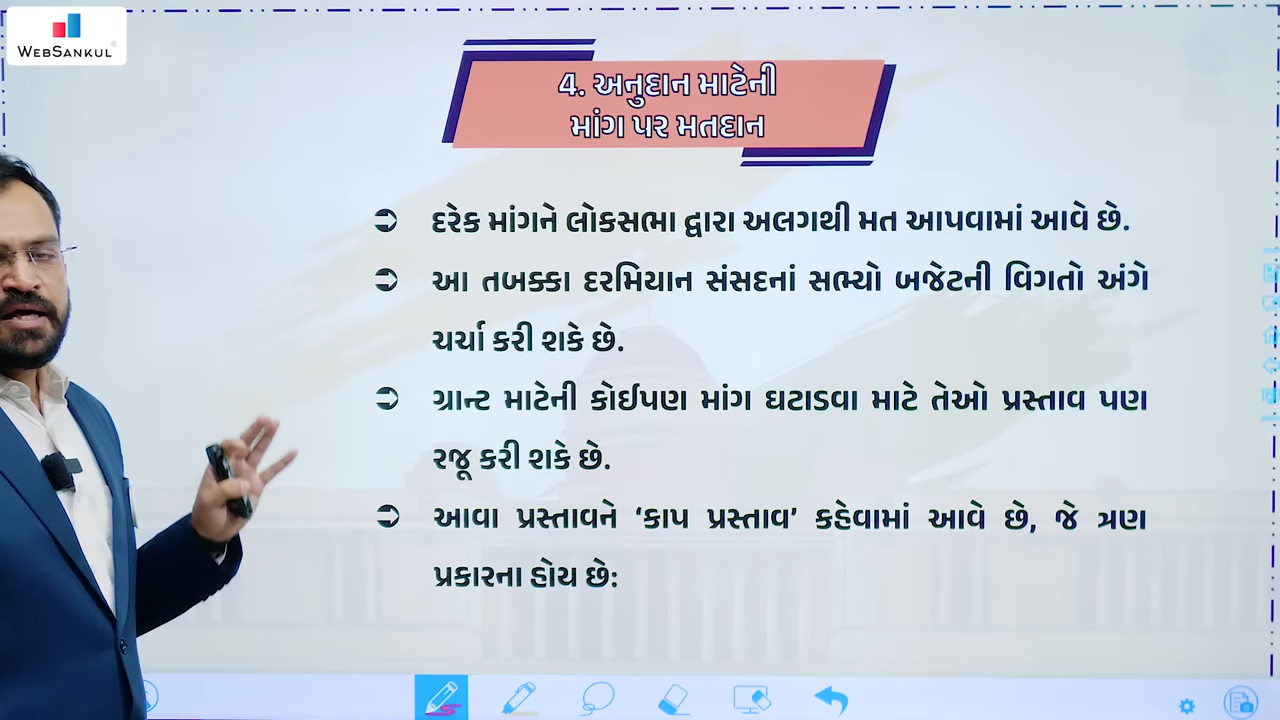 WEBSANKUL
4. અનુદાન માટેની
માંગ પર મતદાન
દરેક માંગને લોકસભા દ્વારા અલગથી મત આપવામાં આવે છે.
આ તબક્કા દરમિયાન સંસદનાં સભ્યો બજેટની વિગતો અંગે
ચર્ચા કરી શકે છે.
ગ્રાન્ટ માટેની કોઈપણ માંગ ઘટાડવા માટે તેઓ પ્રસ્તાવ પણ
રજૂ કરી શકે છે.
આવા પ્રસ્તાવને ‘કાપ પ્રસ્તાવ’ કહેવામાં આવે છે, જે ત્રણ
પ્રકારના હોય છે: